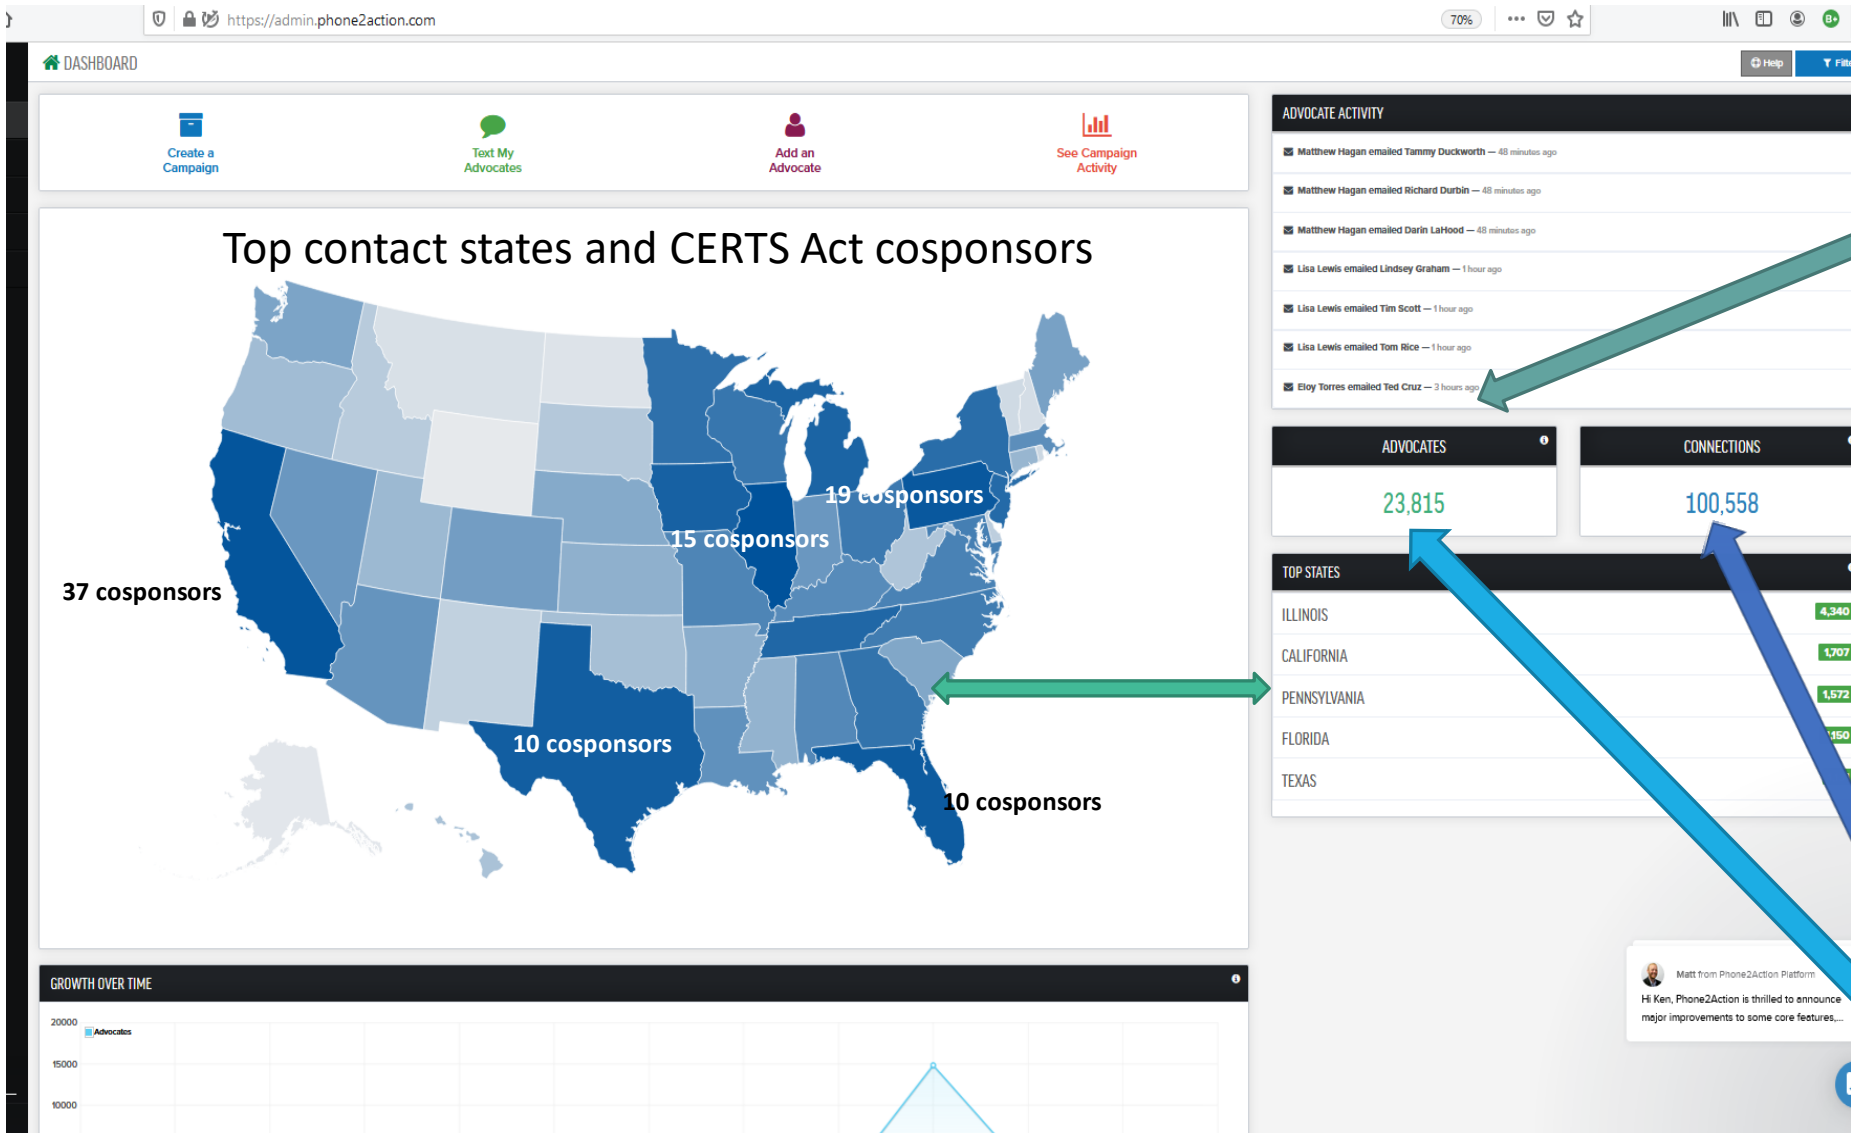 https://admin.phone2action.com
70%
DASHBOARD
Help
Create a
Campaign
Text My
Advocates
Add an
Advocate
See Campaign
Activity
Top contact states and CERTS Act cosponsors
19 cosponsors
15 cosponsors
37 cosponsors
10 cosponsors
10 cosponsors
ADVOCATE ACTIVITY
Matthew Hagan emailed Tammy Duckworth — 48 minutes ago
Matthew Hagan emailed Richard Durbin — 48 minutes ago
Matthew Hagan emailed Darin LaHood — 48 minutes ago
Lisa Lewis emailed Lindsey Graham — 1 hour ago
Lisa Lewis emailed Tim Scott — 1 hour ago
Lisa Lewis emailed Tom Rice — 1 hour ago
Eloy Torres emailed Ted Cruz — 3 hours ago
ADVOCATES
23,815
CONNECTIONS
100,558
TOP STATES
ILLINOIS 4,340
CALIFORNIA 1,707
PENNSYLVANIA 1,572
FLORIDA
TEXAS
Matt from Phone2Action Platform
Hi Ken, Phone2Action is thrilled to announce
major improvements to some core features,...
GROWTH OVER TIME
20000
Advocates
15000
10000